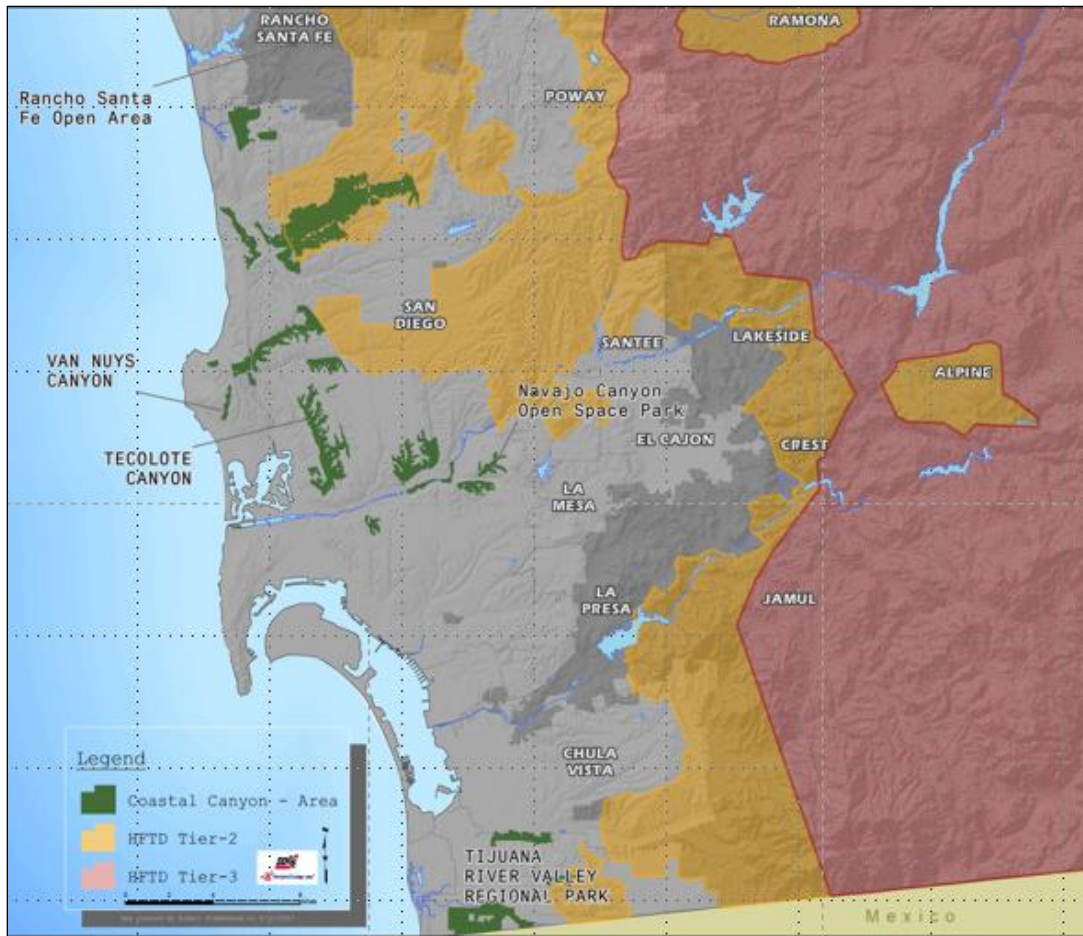 RANCHO
SANTA FE
RAMONA
Rancho Santa
Fe Open Area
POWAY
SAN
DIEGO
SANTEE
LAKESIDE
VAN NUYS
CANYON
ALPINE
Navajo Canyon
Open Space Park
EL CAJON
CREST
TECOLOTE
CANYON
LA
MESA
LA
PRESA
JAMUL
CHULA
VISTA
Legend
Coastal Canyon - Area
HFTD Tier-2
HFTD Tier-3
TIJUANA
RIVER VALLEY
REGIONAL PARK
Mexico